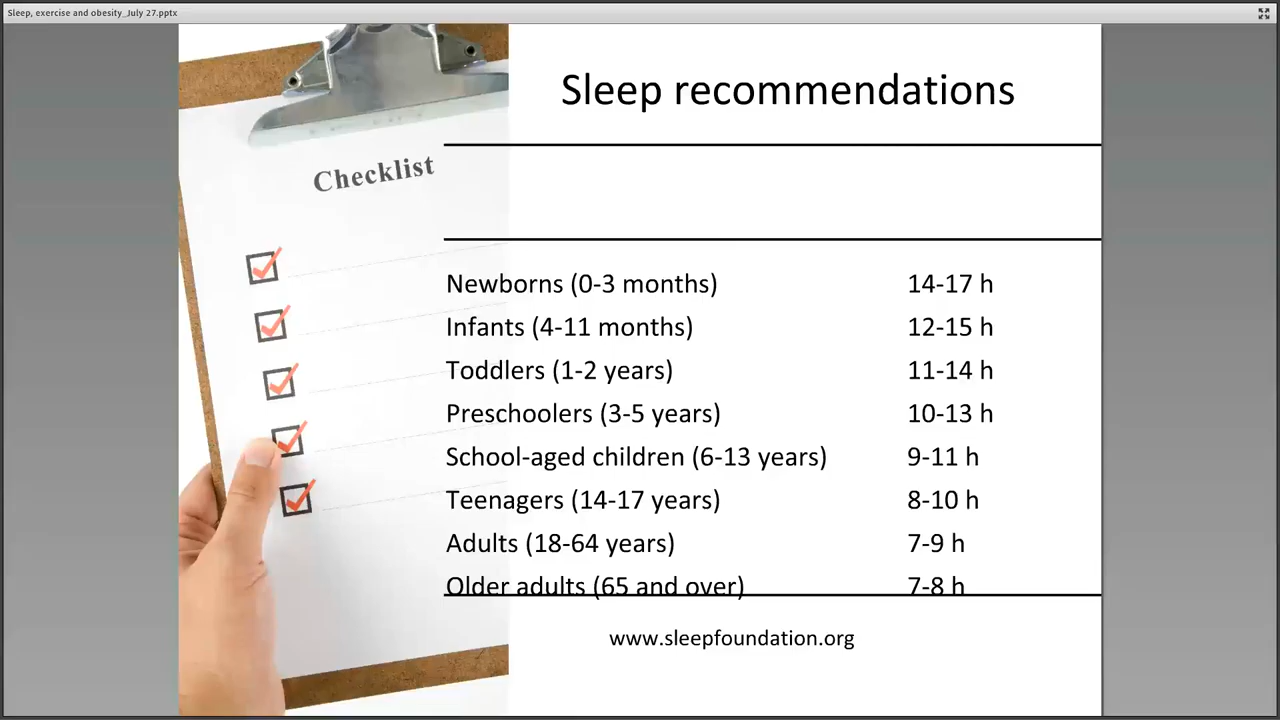 Sleep, exercise and obesity_July 27.pptx
Sleep recommendations
Checklist
Newborns (0-3 months) 14-17 h
Infants (4-11 months) 12-15 h
Toddlers (1-2 years) 11-14 h
Preschoolers (3-5 years) 10-13 h
School-aged children (6-13 years) 9-11 h
Teenagers (14-17 years) 8-10 h
Adults (18-64 years) 7-9 h
Older adults (65 and over) 7-8 h
www.sleepfoundation.org